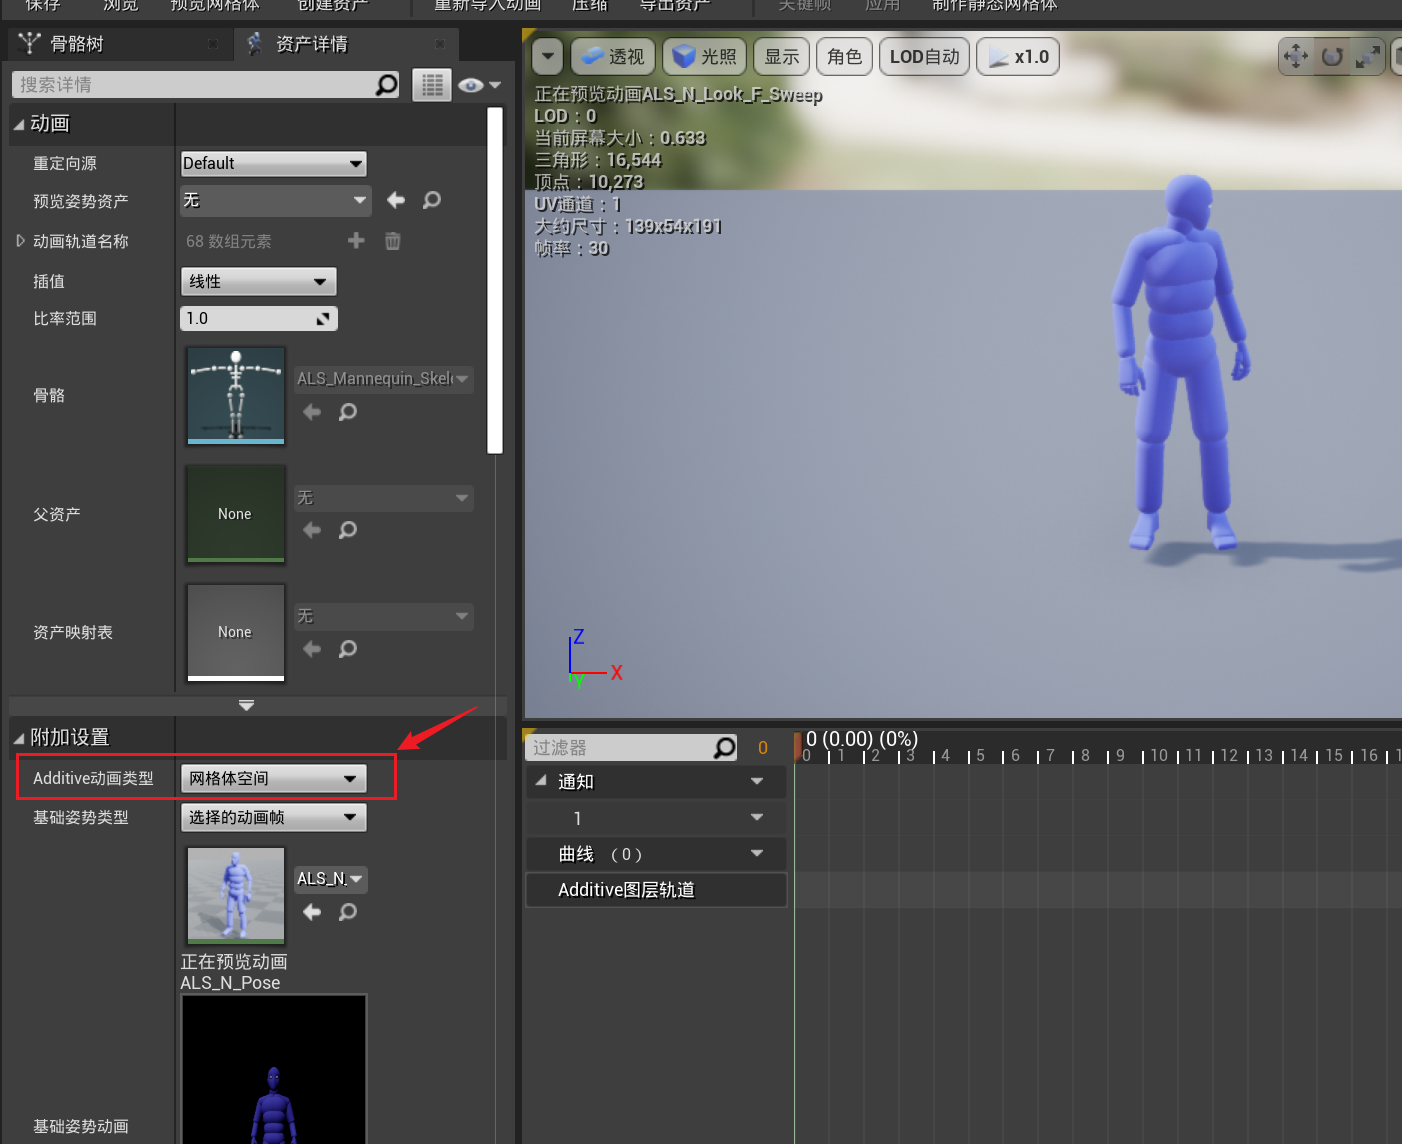 保存 浏览 预览网格体 创建资产 重新导入动画 压缩 导出资产 关键帧 应用 制作静态网格体
骨骼树 资产详情
搜索详情
动画
重定向源 Default
预览姿势资产 无
动画轨道名称 68 数组元素
插值 线性
比率范围 1.0
骨骼 ALS_Mannequin_Skel
父资产 None 无
资产映射表 None 无
附加设置
Additive动画类型 网格体空间
基础姿势类型 选择的动画帧
ALS_N_
正在预览动画
ALS_N_Pose
基础姿势动画
透视 光照 显示 角色 LOD自动 x1.0
正在预览动画ALS_N_Look_F_Sweep
LOD：0
当前屏幕大小：0.633
三角形：16,544
顶点：10,273
UV通道：1
大约尺寸：139x54x191
帧率：30
Z
X
Y
过滤器 0 0 (0.00) (0%)
0 1 2 3 4 5 6 7 8 9 10 11 12 13 14 15 16 1
通知
1
曲线 （0）
Additive图层轨道